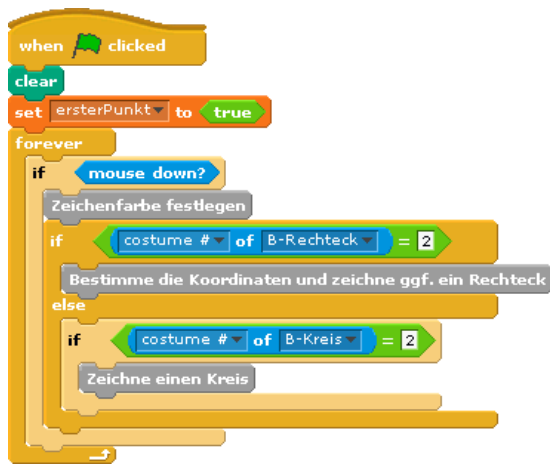 when clicked
clear
set ersterPunkt to true
forever
if mouse down?
Zeichenfarbe festlegen
if costume # of B-Rechteck = 2
Bestimme die Koordinaten und zeichne ggf. ein Rechteck
else
if costume # of B-Kreis = 2
Zeichne einen Kreis